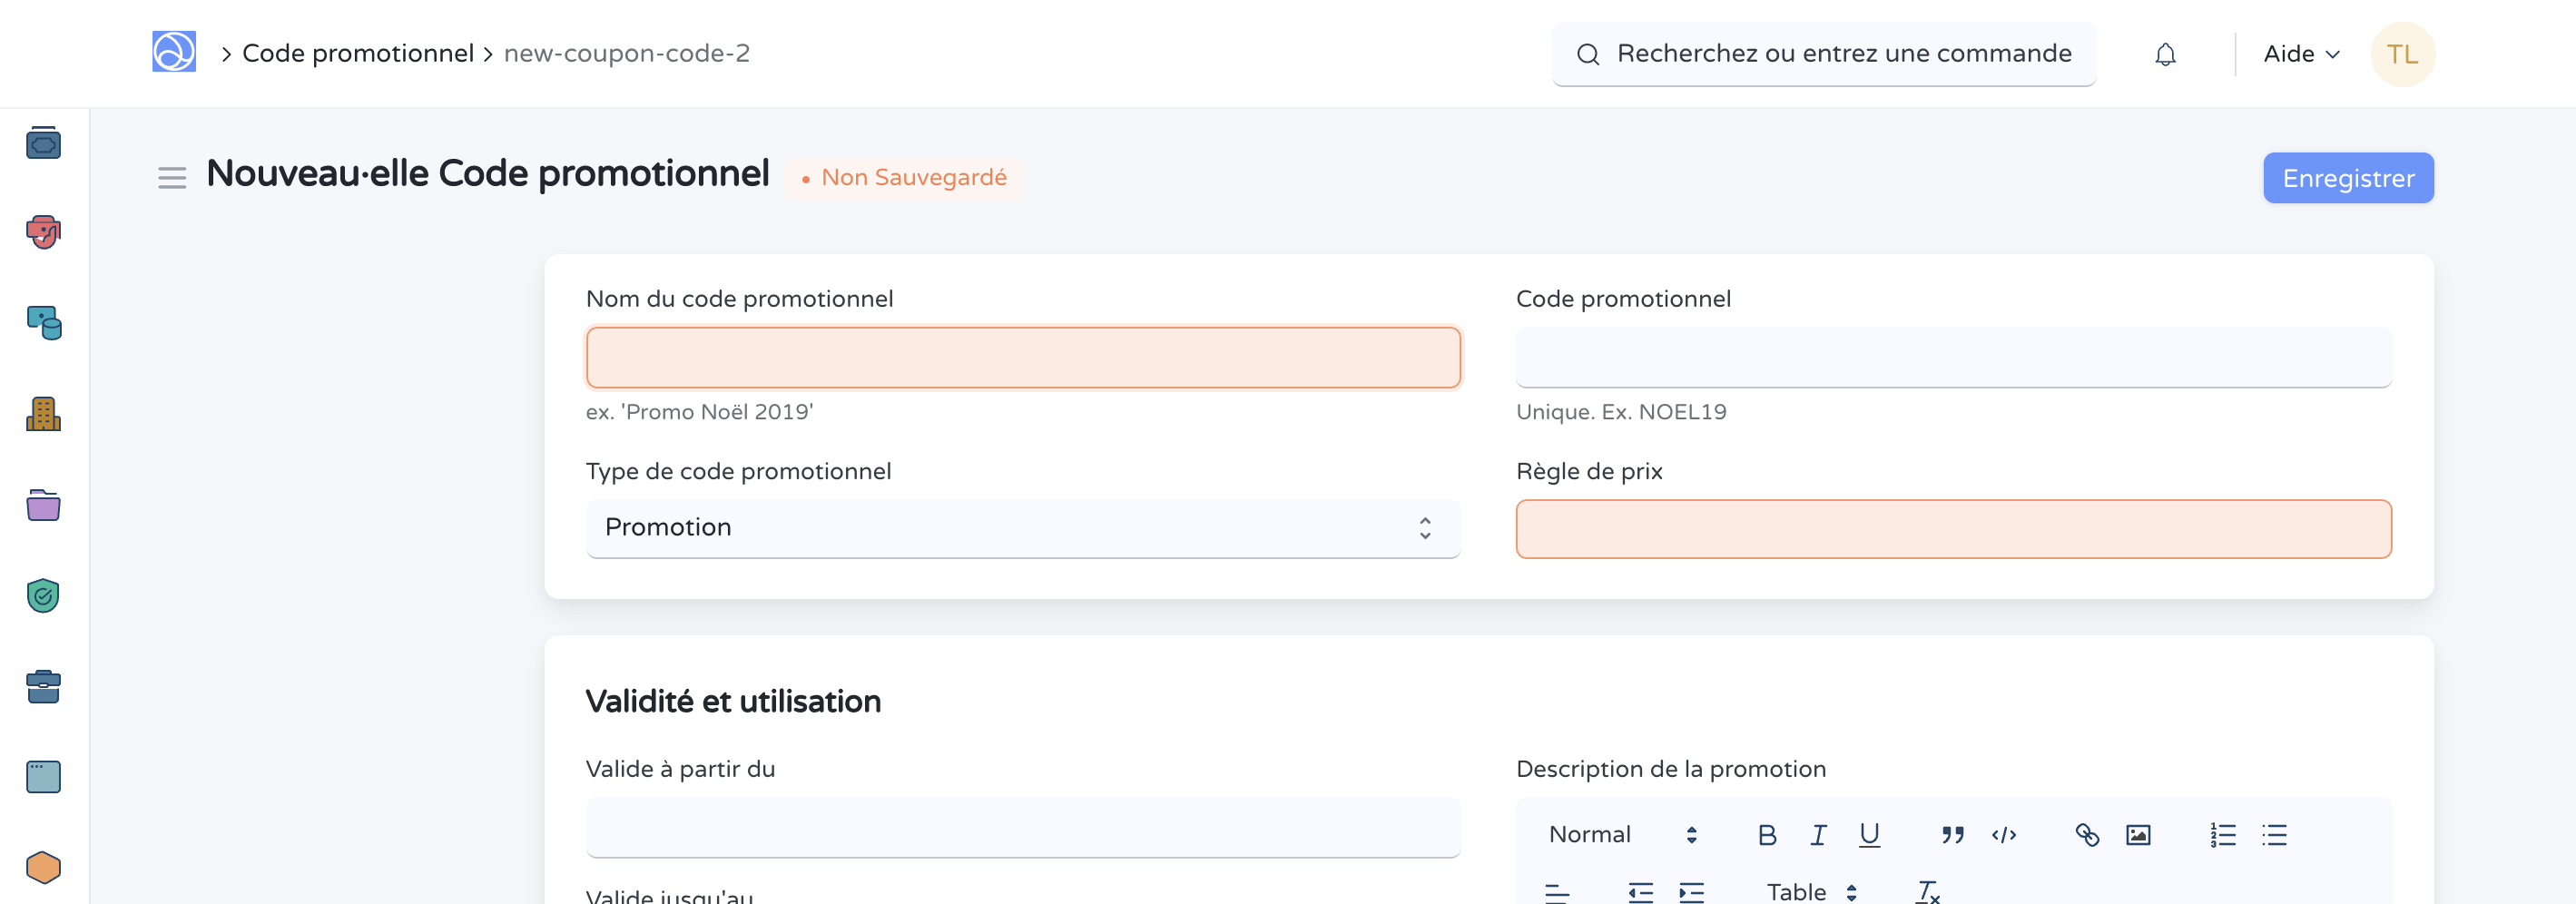 Code promotionnel
new-coupon-code-2
Recherchez ou entrez une commande
Aide
TL
Nouveau·elle Code promotionnel
Non Sauvegardé
Enregistrer
Nom du code promotionnel
ex. 'Promo Noël 2019'
Code promotionnel
Unique. Ex. NOEL19
Type de code promotionnel
Promotion
Règle de prix
Validité et utilisation
Valide à partir du
Valide jusqu'au
Description de la promotion
Normal
Table